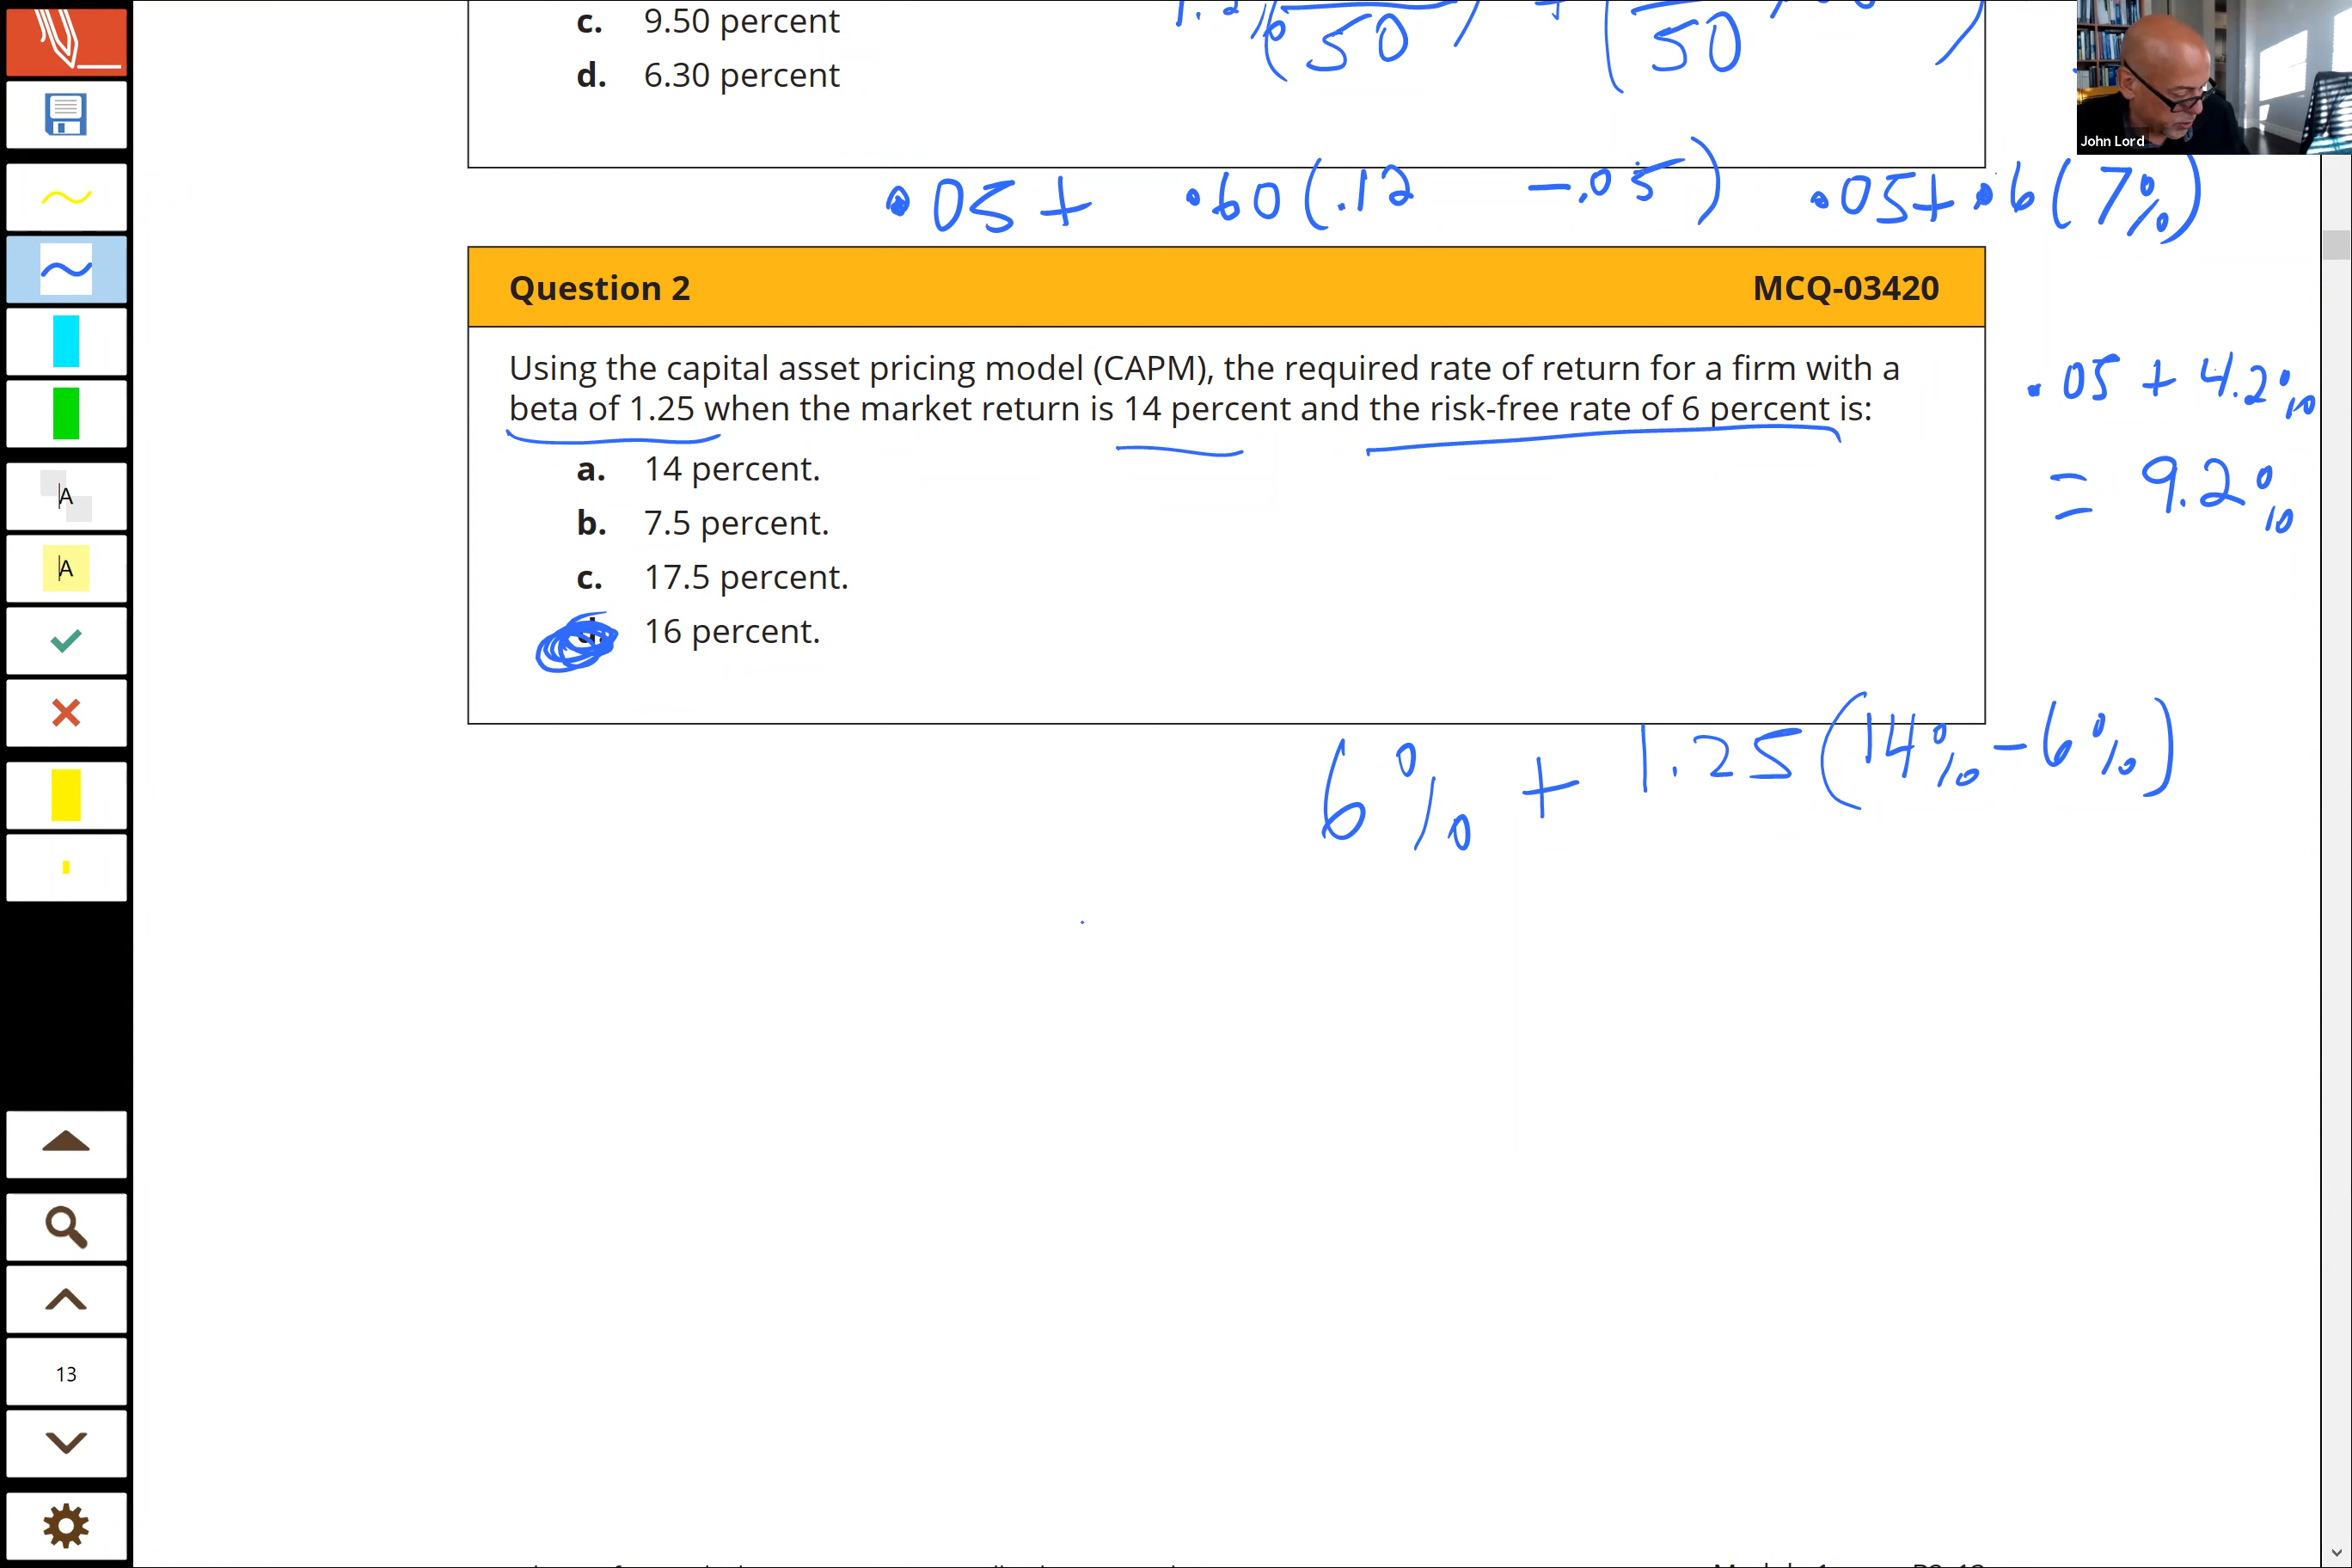 c. 9.50 percent
50
50
d. 6.30 percent
John Lord
.05 + .60 (.12 - .05) .05 + .6 (7%)
Question 2 MCQ-03420
Using the capital asset pricing model (CAPM), the required rate of return for a firm with a
beta of 1.25 when the market return is 14 percent and the risk-free rate of 6 percent is:
.05 + 4.2%
= 9.2%
a. 14 percent.
b. 7.5 percent.
c. 17.5 percent.
d. 16 percent.
6% + 1.25 (14% - 6%)
A
A
13